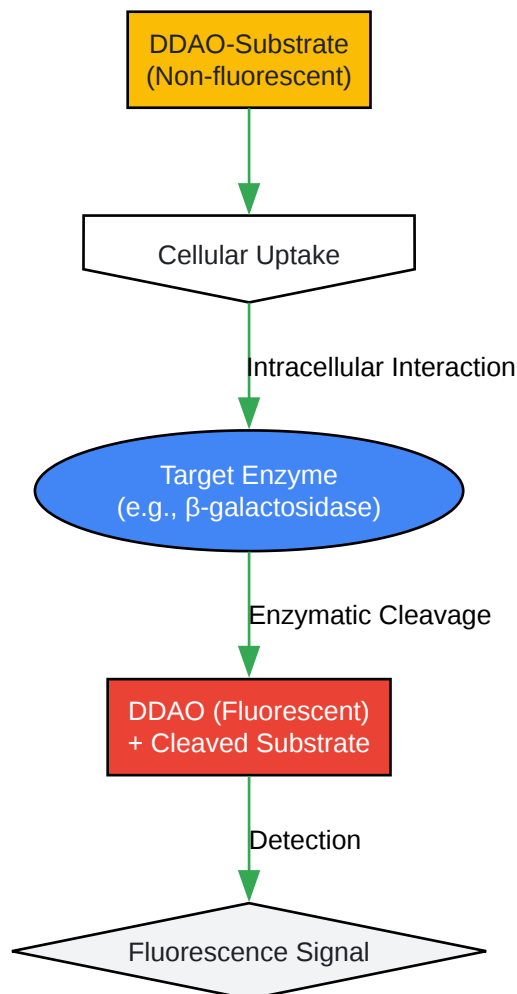 DDAO-Substrate
(Non-fluorescent)
Cellular Uptake
Intracellular Interaction
Target Enzyme
(e.g., β-galactosidase)
Enzymatic Cleavage
DDAO (Fluorescent)
+ Cleaved Substrate
Detection
Fluorescence Signal